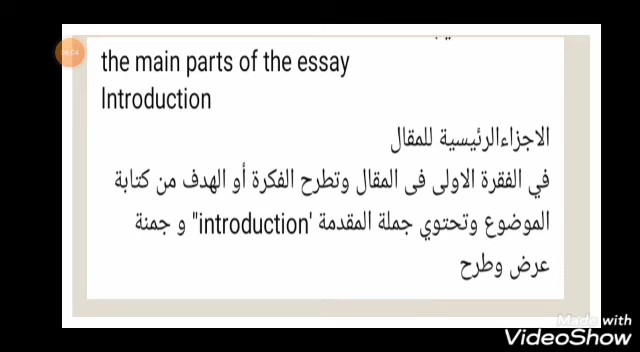 the main parts of the essay
Introduction
الاجزاءالرئيسية للمقال
في الفقرة الاولى فى المقال وتطرح الفكرة أو الهدف من كتابة
الموضوع وتحتوي جملة المقدمة 'introduction" و جمنة
عرض وطرح
Made with
VideoShow